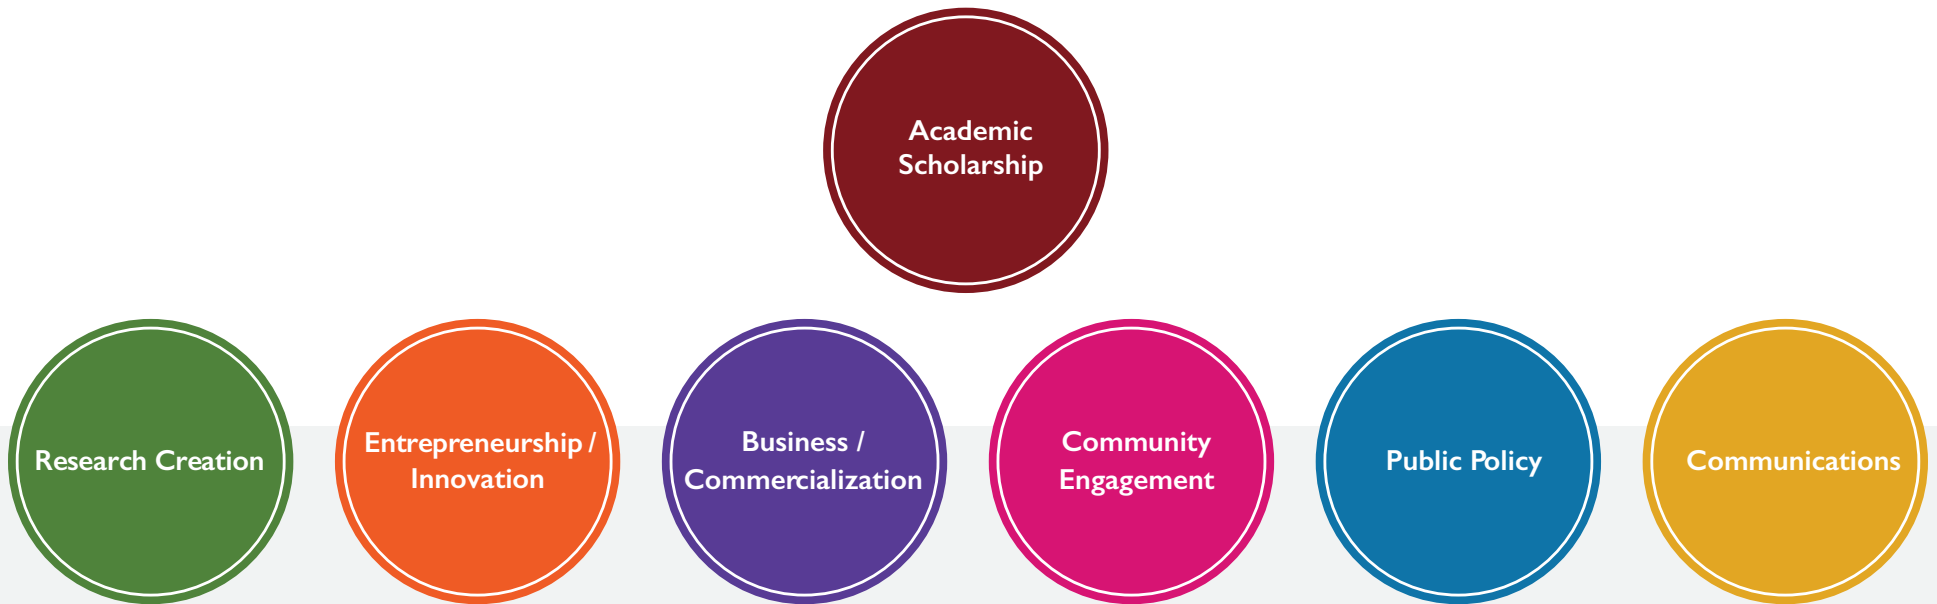 Academic
Scholarship
Research Creation
Entrepreneurship /
Innovation
Business /
Commercialization
Community
Engagement
Public Policy
Communications